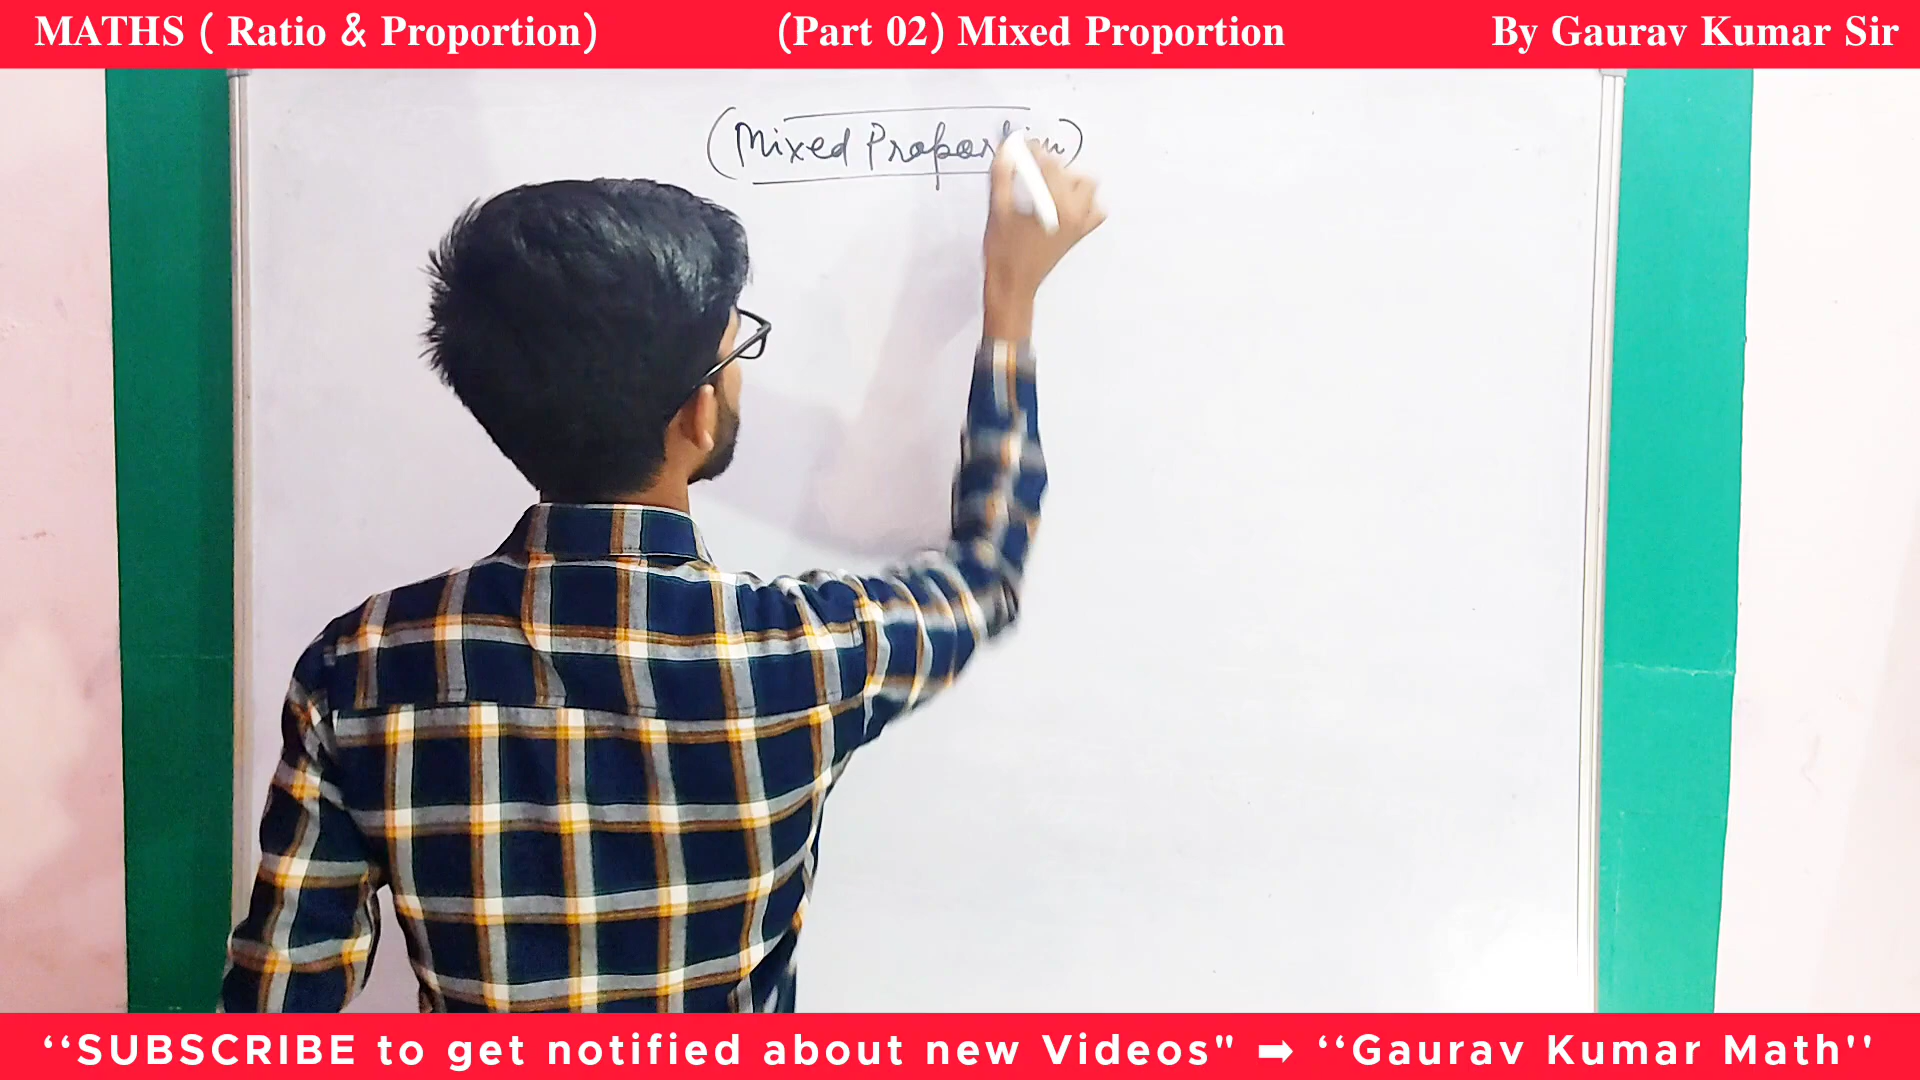 MATHS ( Ratio & Proportion) (Part 02) Mixed Proportion By Gaurav Kumar Sir
(Mixed Proportion)
‘‘SUBSCRIBE to get notified about new Videos" ➡ ‘‘Gaurav Kumar Math''